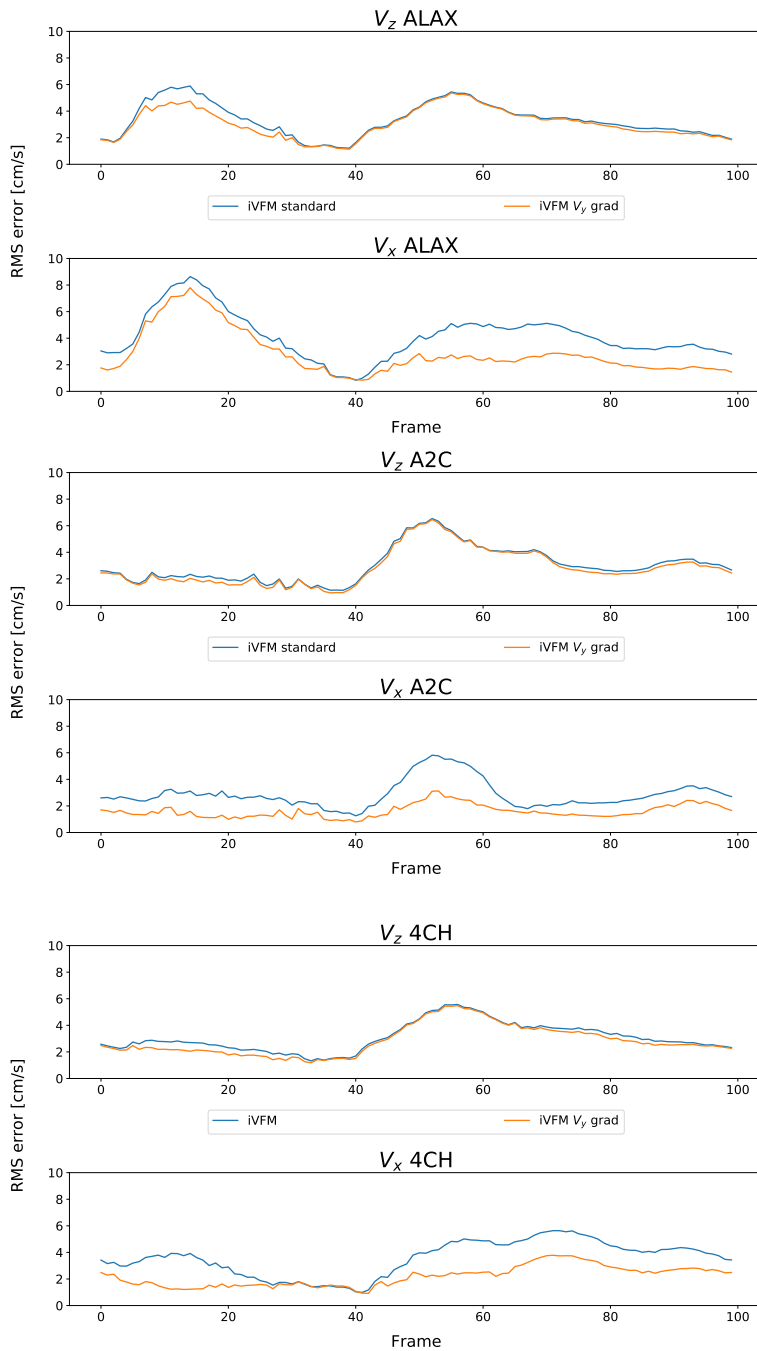 V_z ALAX
10
8
6
4
2
0
0 20 40 60 80 100
iVFM standard iVFM V_y grad
RMS error [cm/s]
V_x ALAX
10
8
6
4
2
0
0 20 40 60 80 100
Frame
V_z A2C
10
8
6
4
2
0
0 20 40 60 80 100
iVFM standard iVFM V_y grad
RMS error [cm/s]
V_x A2C
10
8
6
4
2
0
0 20 40 60 80 100
Frame
V_z 4CH
10
8
6
4
2
0
0 20 40 60 80 100
iVFM iVFM V_y grad
RMS error [cm/s]
V_x 4CH
10
8
6
4
2
0
0 20 40 60 80 100
Frame